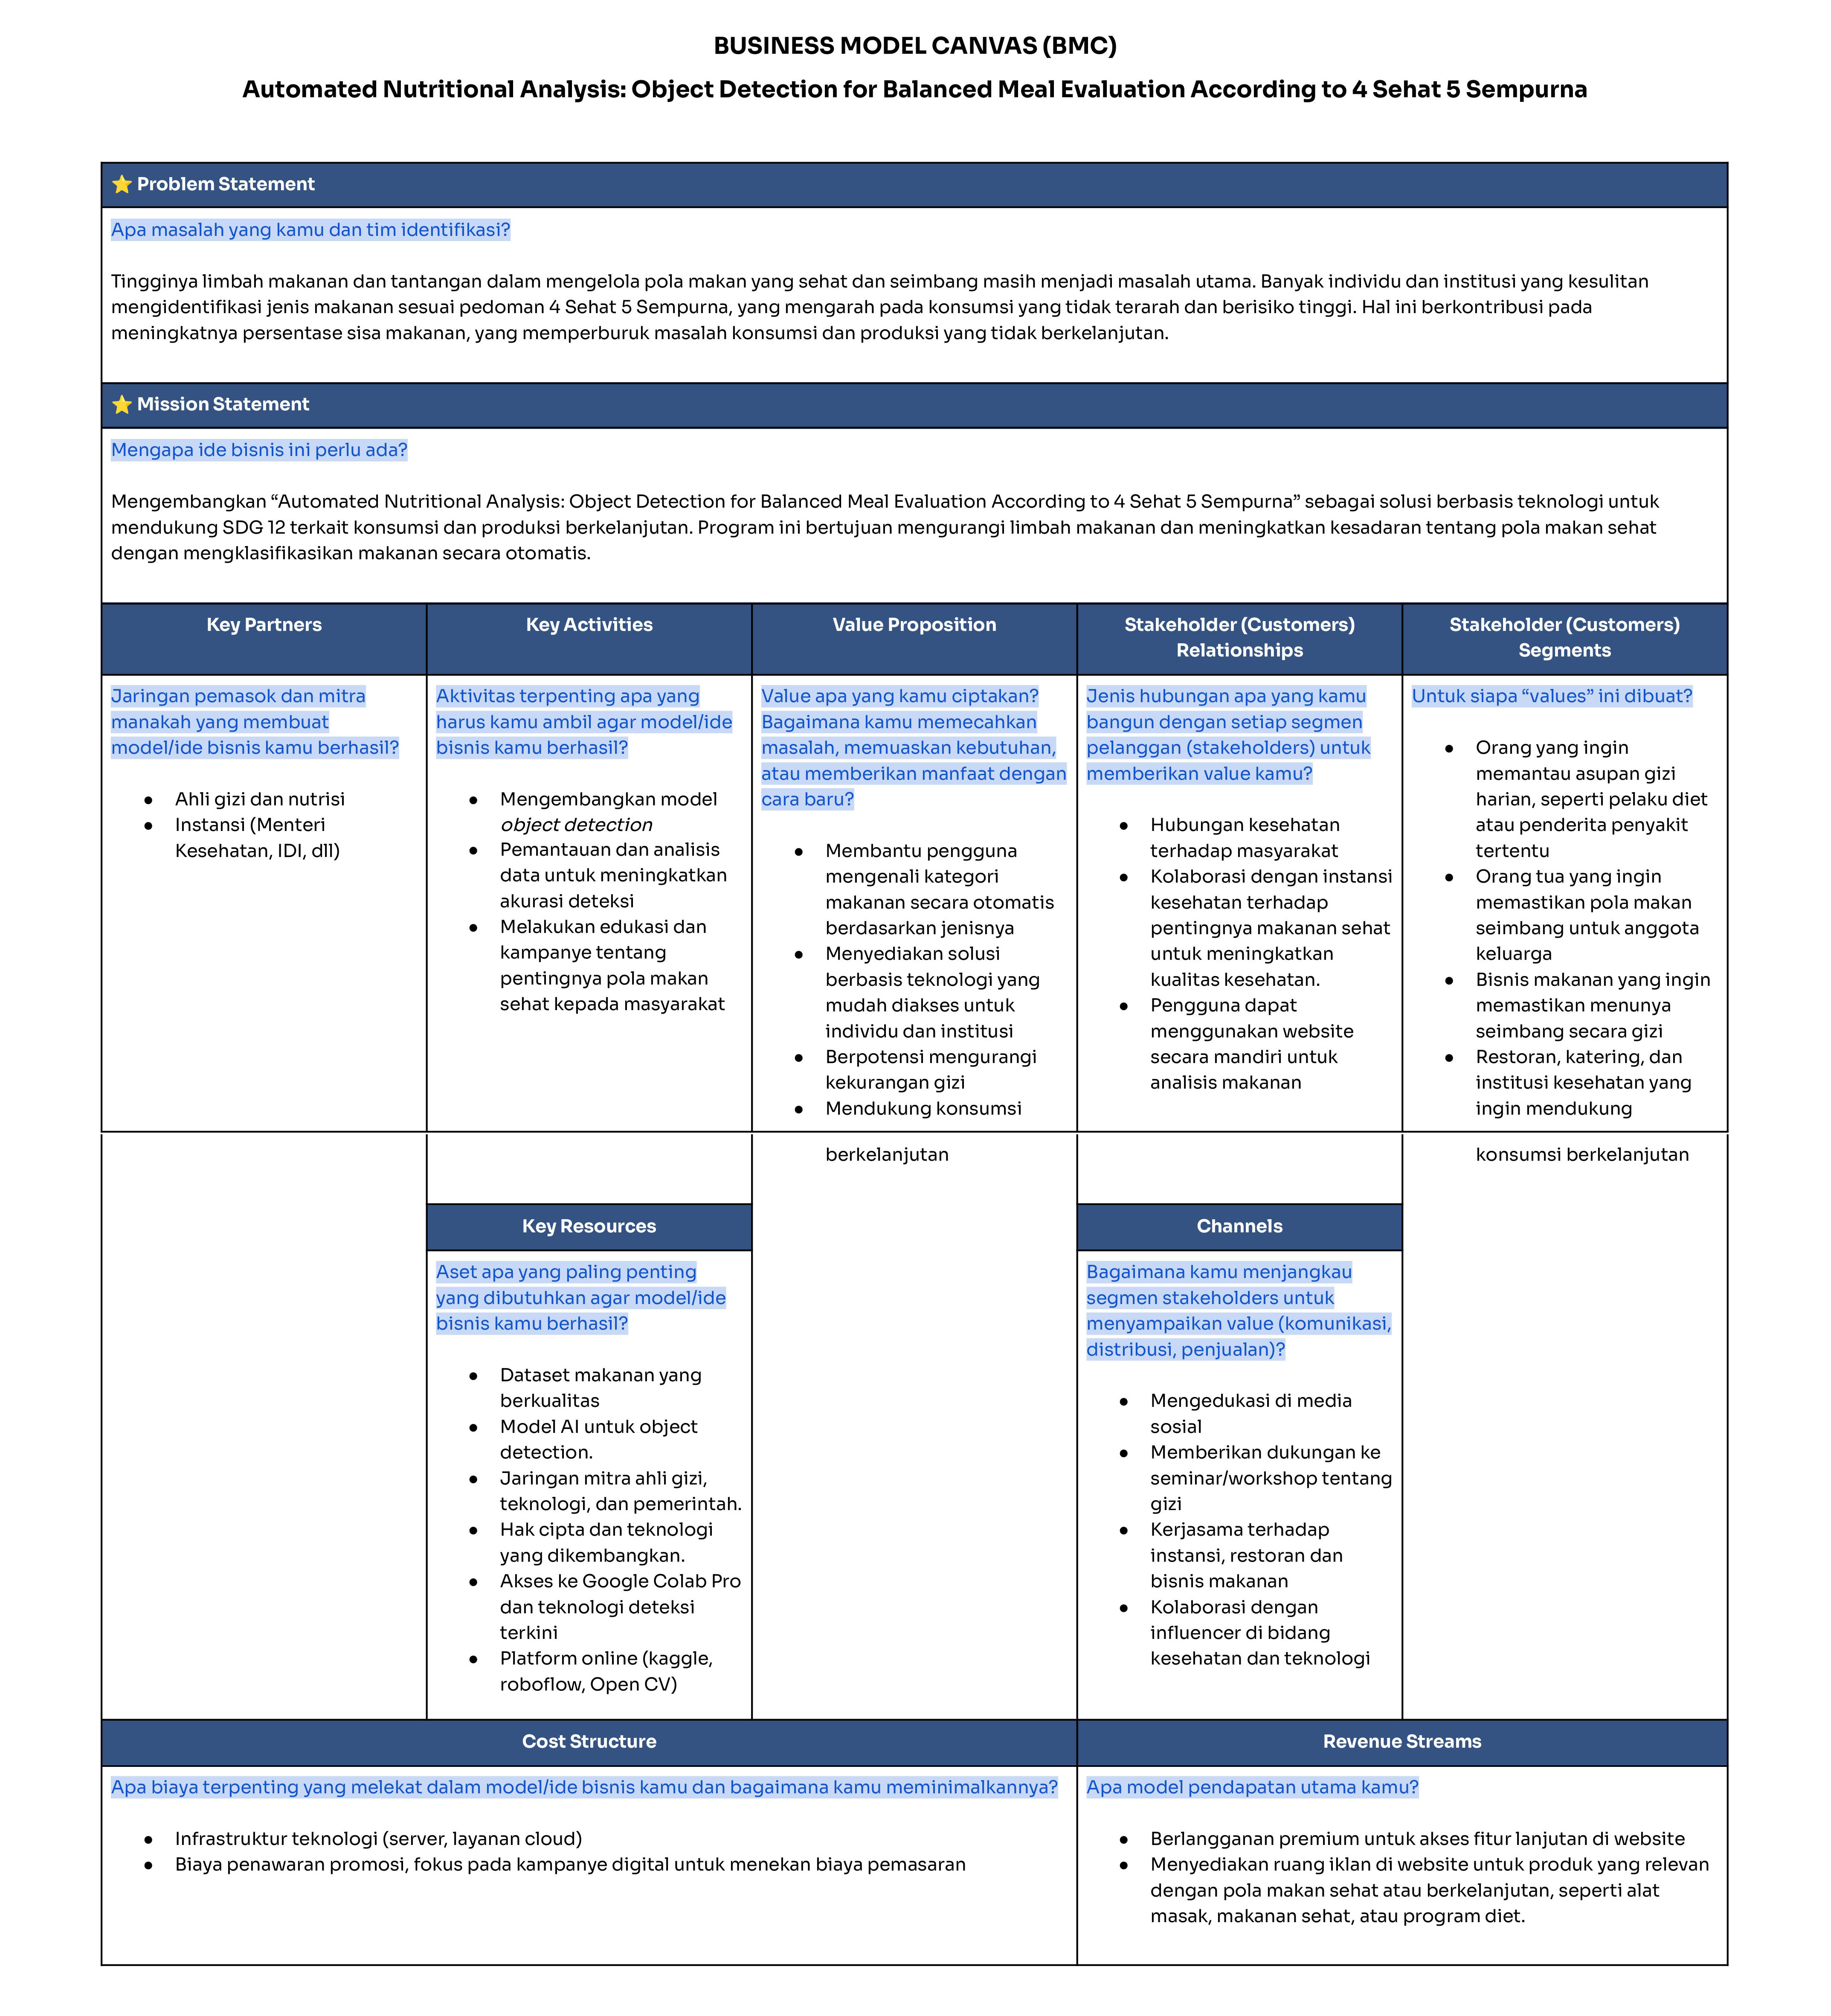 BUSINESS MODEL CANVAS (BMC)
Automated Nutritional Analysis: Object Detection for Balanced Meal Evaluation According to 4 Sehat 5 Sempurna
⭐ Problem Statement
Apa masalah yang kamu dan tim identifikasi?
Tingginya limbah makanan dan tantangan dalam mengelola pola makan yang sehat dan seimbang masih menjadi masalah utama. Banyak individu dan institusi yang kesulitan
mengidentifikasi jenis makanan sesuai pedoman 4 Sehat 5 Sempurna, yang mengarah pada konsumsi yang tidak terarah dan berisiko tinggi. Hal ini berkontribusi pada
meningkatnya persentase sisa makanan, yang memperburuk masalah konsumsi dan produksi yang tidak berkelanjutan.
⭐ Mission Statement
Mengapa ide bisnis ini perlu ada?
Mengembangkan “Automated Nutritional Analysis: Object Detection for Balanced Meal Evaluation According to 4 Sehat 5 Sempurna” sebagai solusi berbasis teknologi untuk
mendukung SDG 12 terkait konsumsi dan produksi berkelanjutan. Program ini bertujuan mengurangi limbah makanan dan meningkatkan kesadaran tentang pola makan sehat
dengan mengklasifikasikan makanan secara otomatis.
Key Partners
Jaringan pemasok dan mitra
manakah yang membuat
model/ide bisnis kamu berhasil?
● Ahli gizi dan nutrisi
● Instansi (Menteri
Kesehatan, IDI, dll)
Key Activities
Aktivitas terpenting apa yang
harus kamu ambil agar model/ide
bisnis kamu berhasil?
● Mengembangkan model
object detection
● Pemantauan dan analisis
data untuk meningkatkan
akurasi deteksi
● Melakukan edukasi dan
kampanye tentang
pentingnya pola makan
sehat kepada masyarakat
Value Proposition
Value apa yang kamu ciptakan?
Bagaimana kamu memecahkan
masalah, memuaskan kebutuhan,
atau memberikan manfaat dengan
cara baru?
● Membantu pengguna
mengenali kategori
makanan secara otomatis
berdasarkan jenisnya
● Menyediakan solusi
berbasis teknologi yang
mudah diakses untuk
individu dan institusi
● Berpotensi mengurangi
kekurangan gizi
● Mendukung konsumsi
berkelanjutan
Stakeholder (Customers)
Relationships
Jenis hubungan apa yang kamu
bangun dengan setiap segmen
pelanggan (stakeholders) untuk
memberikan value kamu?
● Hubungan kesehatan
terhadap masyarakat
● Kolaborasi dengan instansi
kesehatan terhadap
pentingnya makanan sehat
untuk meningkatkan
kualitas kesehatan.
● Pengguna dapat
menggunakan website
secara mandiri untuk
analisis makanan
Stakeholder (Customers)
Segments
Untuk siapa “values” ini dibuat?
● Orang yang ingin
memantau asupan gizi
harian, seperti pelaku diet
atau penderita penyakit
tertentu
● Orang tua yang ingin
memastikan pola makan
seimbang untuk anggota
keluarga
● Bisnis makanan yang ingin
memastikan menunya
seimbang secara gizi
● Restoran, katering, dan
institusi kesehatan yang
ingin mendukung
konsumsi berkelanjutan
Key Resources
Aset apa yang paling penting
yang dibutuhkan agar model/ide
bisnis kamu berhasil?
● Dataset makanan yang
berkualitas
● Model AI untuk object
detection.
● Jaringan mitra ahli gizi,
teknologi, dan pemerintah.
● Hak cipta dan teknologi
yang dikembangkan.
● Akses ke Google Colab Pro
dan teknologi deteksi
terkini
● Platform online (kaggle,
roboflow, Open CV)
Channels
Bagaimana kamu menjangkau
segmen stakeholders untuk
menyampaikan value (komunikasi,
distribusi, penjualan)?
● Mengedukasi di media
sosial
● Memberikan dukungan ke
seminar/workshop tentang
gizi
● Kerjasama terhadap
instansi, restoran dan
bisnis makanan
● Kolaborasi dengan
influencer di bidang
kesehatan dan teknologi
Cost Structure
Apa biaya terpenting yang melekat dalam model/ide bisnis kamu dan bagaimana kamu meminimalkannya?
● Infrastruktur teknologi (server, layanan cloud)
● Biaya penawaran promosi, fokus pada kampanye digital untuk menekan biaya pemasaran
Revenue Streams
Apa model pendapatan utama kamu?
● Berlangganan premium untuk akses fitur lanjutan di website
● Menyediakan ruang iklan di website untuk produk yang relevan
dengan pola makan sehat atau berkelanjutan, seperti alat
masak, makanan sehat, atau program diet.